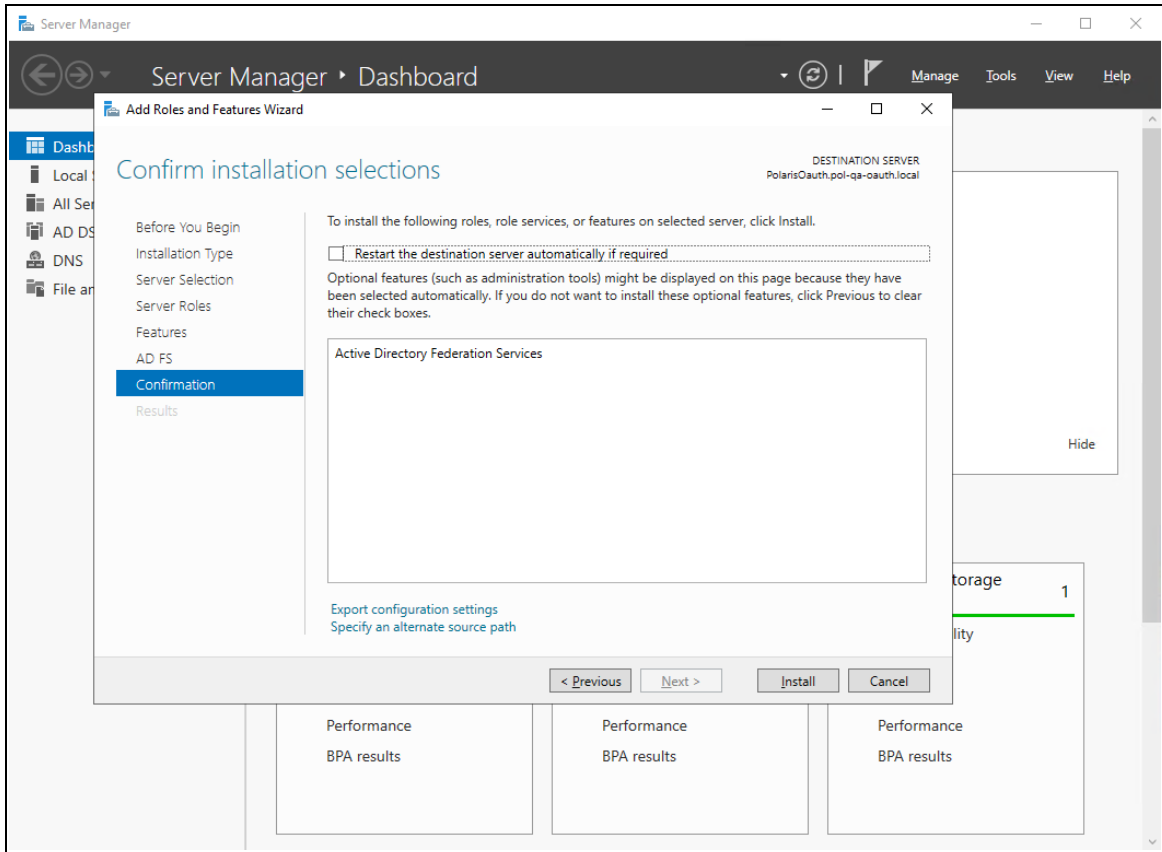 Server Manager
Server Manager • Dashboard
Manage Tools View Help
Add Roles and Features Wizard
Confirm installation selections
DESTINATION SERVER
PolarisOauth.pol-qa-oauth.local
Dashb
Local
All Ser
AD DS
DNS
File an
Before You Begin
Installation Type
Server Selection
Server Roles
Features
AD FS
Confirmation
Results
To install the following roles, role services, or features on selected server, click Install.
Restart the destination server automatically if required
Optional features (such as administration tools) might be displayed on this page because they have
been selected automatically. If you do not want to install these optional features, click Previous to clear
their check boxes.
Active Directory Federation Services
Export configuration settings
Specify an alternate source path
< Previous Next > Install Cancel
Hide
torage 1
lity
Performance Performance Performance
BPA results BPA results BPA results